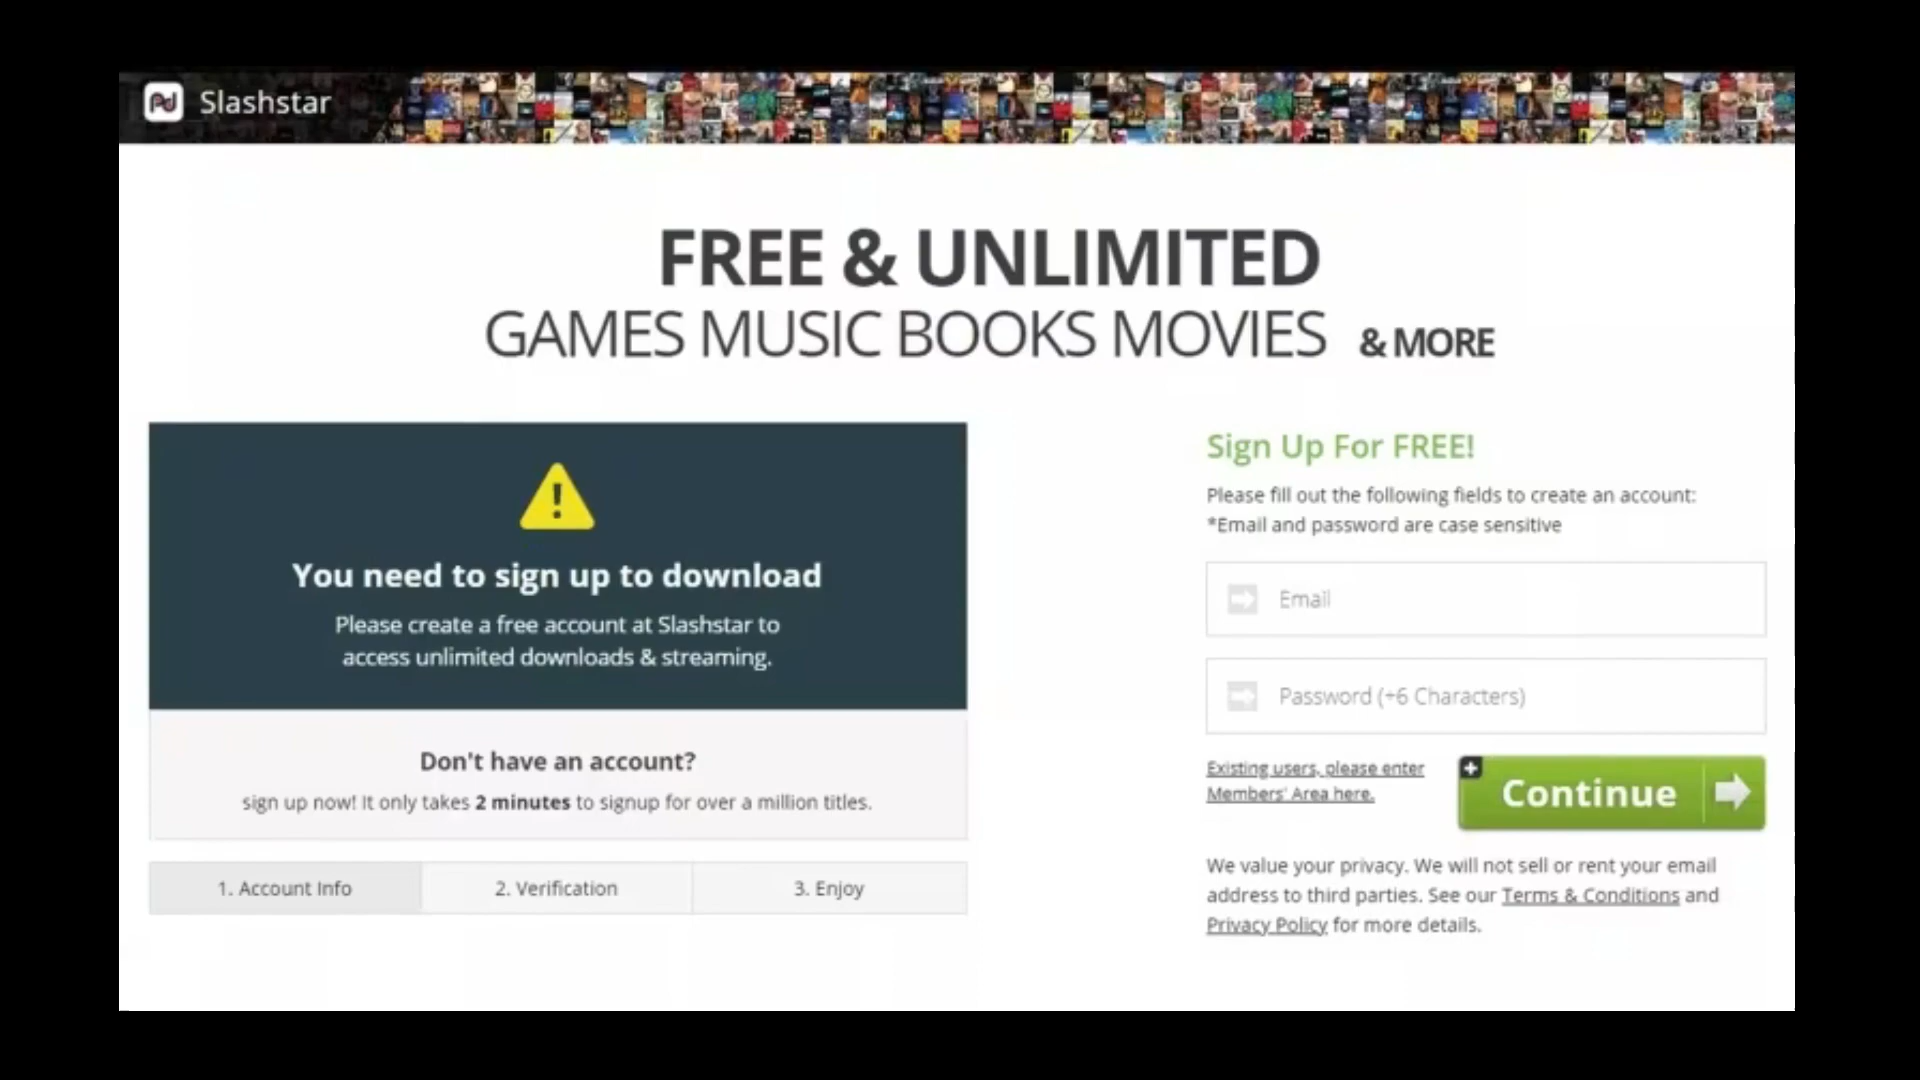 Slashstar
FREE & UNLIMITED
GAMES MUSIC BOOKS MOVIES & MORE
You need to sign up to download
Please create a free account at Slashstar to
access unlimited downloads & streaming.
Don't have an account?
sign up now! It only takes 2 minutes to signup for over a million titles.
1. Account Info
2. Verification
3. Enjoy
Sign Up For FREE!
Please fill out the following fields to create an account:
*Email and password are case sensitive
Email
Password (+6 Characters)
Existing users, please enter
Members' Area here.
Continue
We value your privacy. We will not sell or rent your email
address to third parties. See our Terms & Conditions and
Privacy Policy for more details.